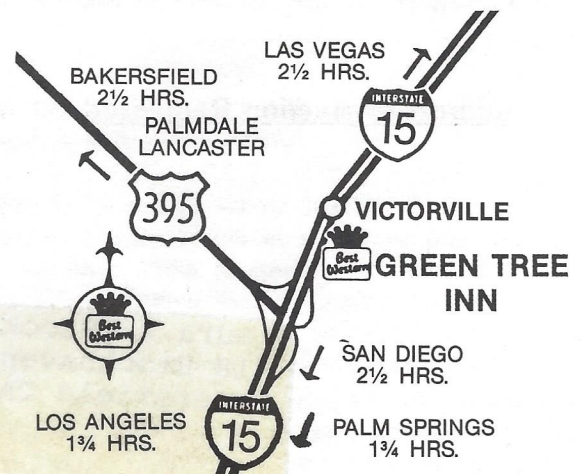 LAS VEGAS
2½ HRS.
BAKERSFIELD
2½ HRS.
PALMDALE
LANCASTER
INTERSTATE
15
395
VICTORVILLE
Best
Western
GREEN TREE
INN
Best
Western
SAN DIEGO
2½ HRS.
LOS ANGELES
1¾ HRS.
INTERSTATE
15
PALM SPRINGS
1¾ HRS.